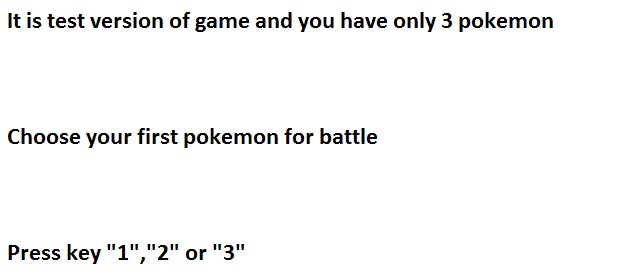 It is test version of game and you have only 3 pokemon
Choose your first pokemon for battle
Press key "1","2" or "3"